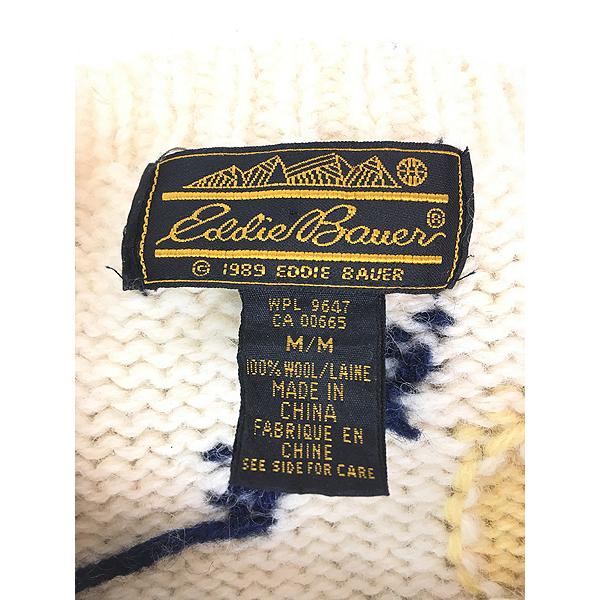 Eddie Bauer®
© 1989 EDDIE BAUER
WPL 9647
CA 00665
M/M
100% WOOL/LAINE
MADE IN
CHINA
FABRIQUE EN
CHINE
SEE SIDE FOR CARE